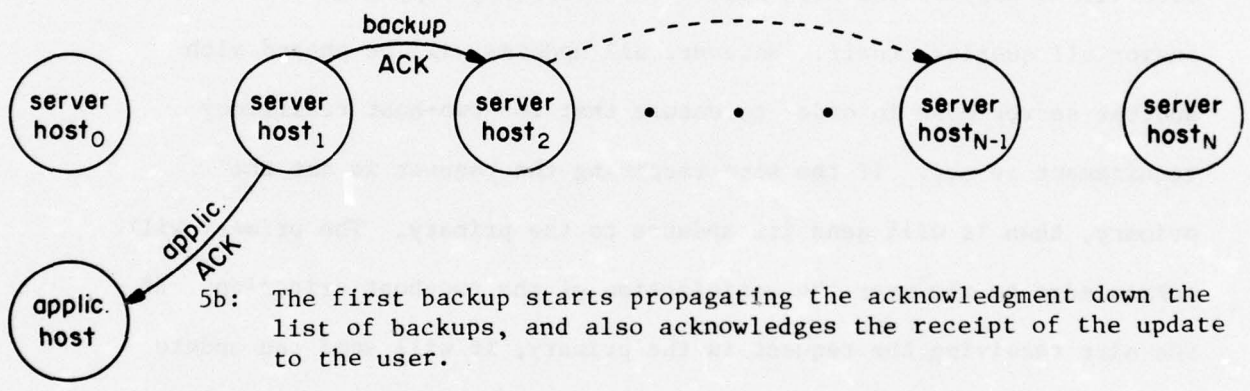 backup
ACK
server host₀
server host₁
server host₂
server host_N-1
server host_N
applic. ACK
applic. host
5b: The first backup starts propagating the acknowledgment down the
list of backups, and also acknowledges the receipt of the update
to the user.